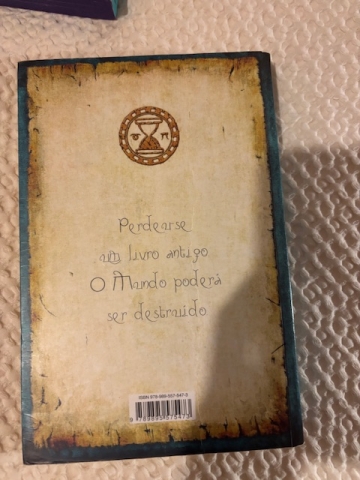 Perdeu-se
um livro antigo
O Mundo poderá
ser destruído